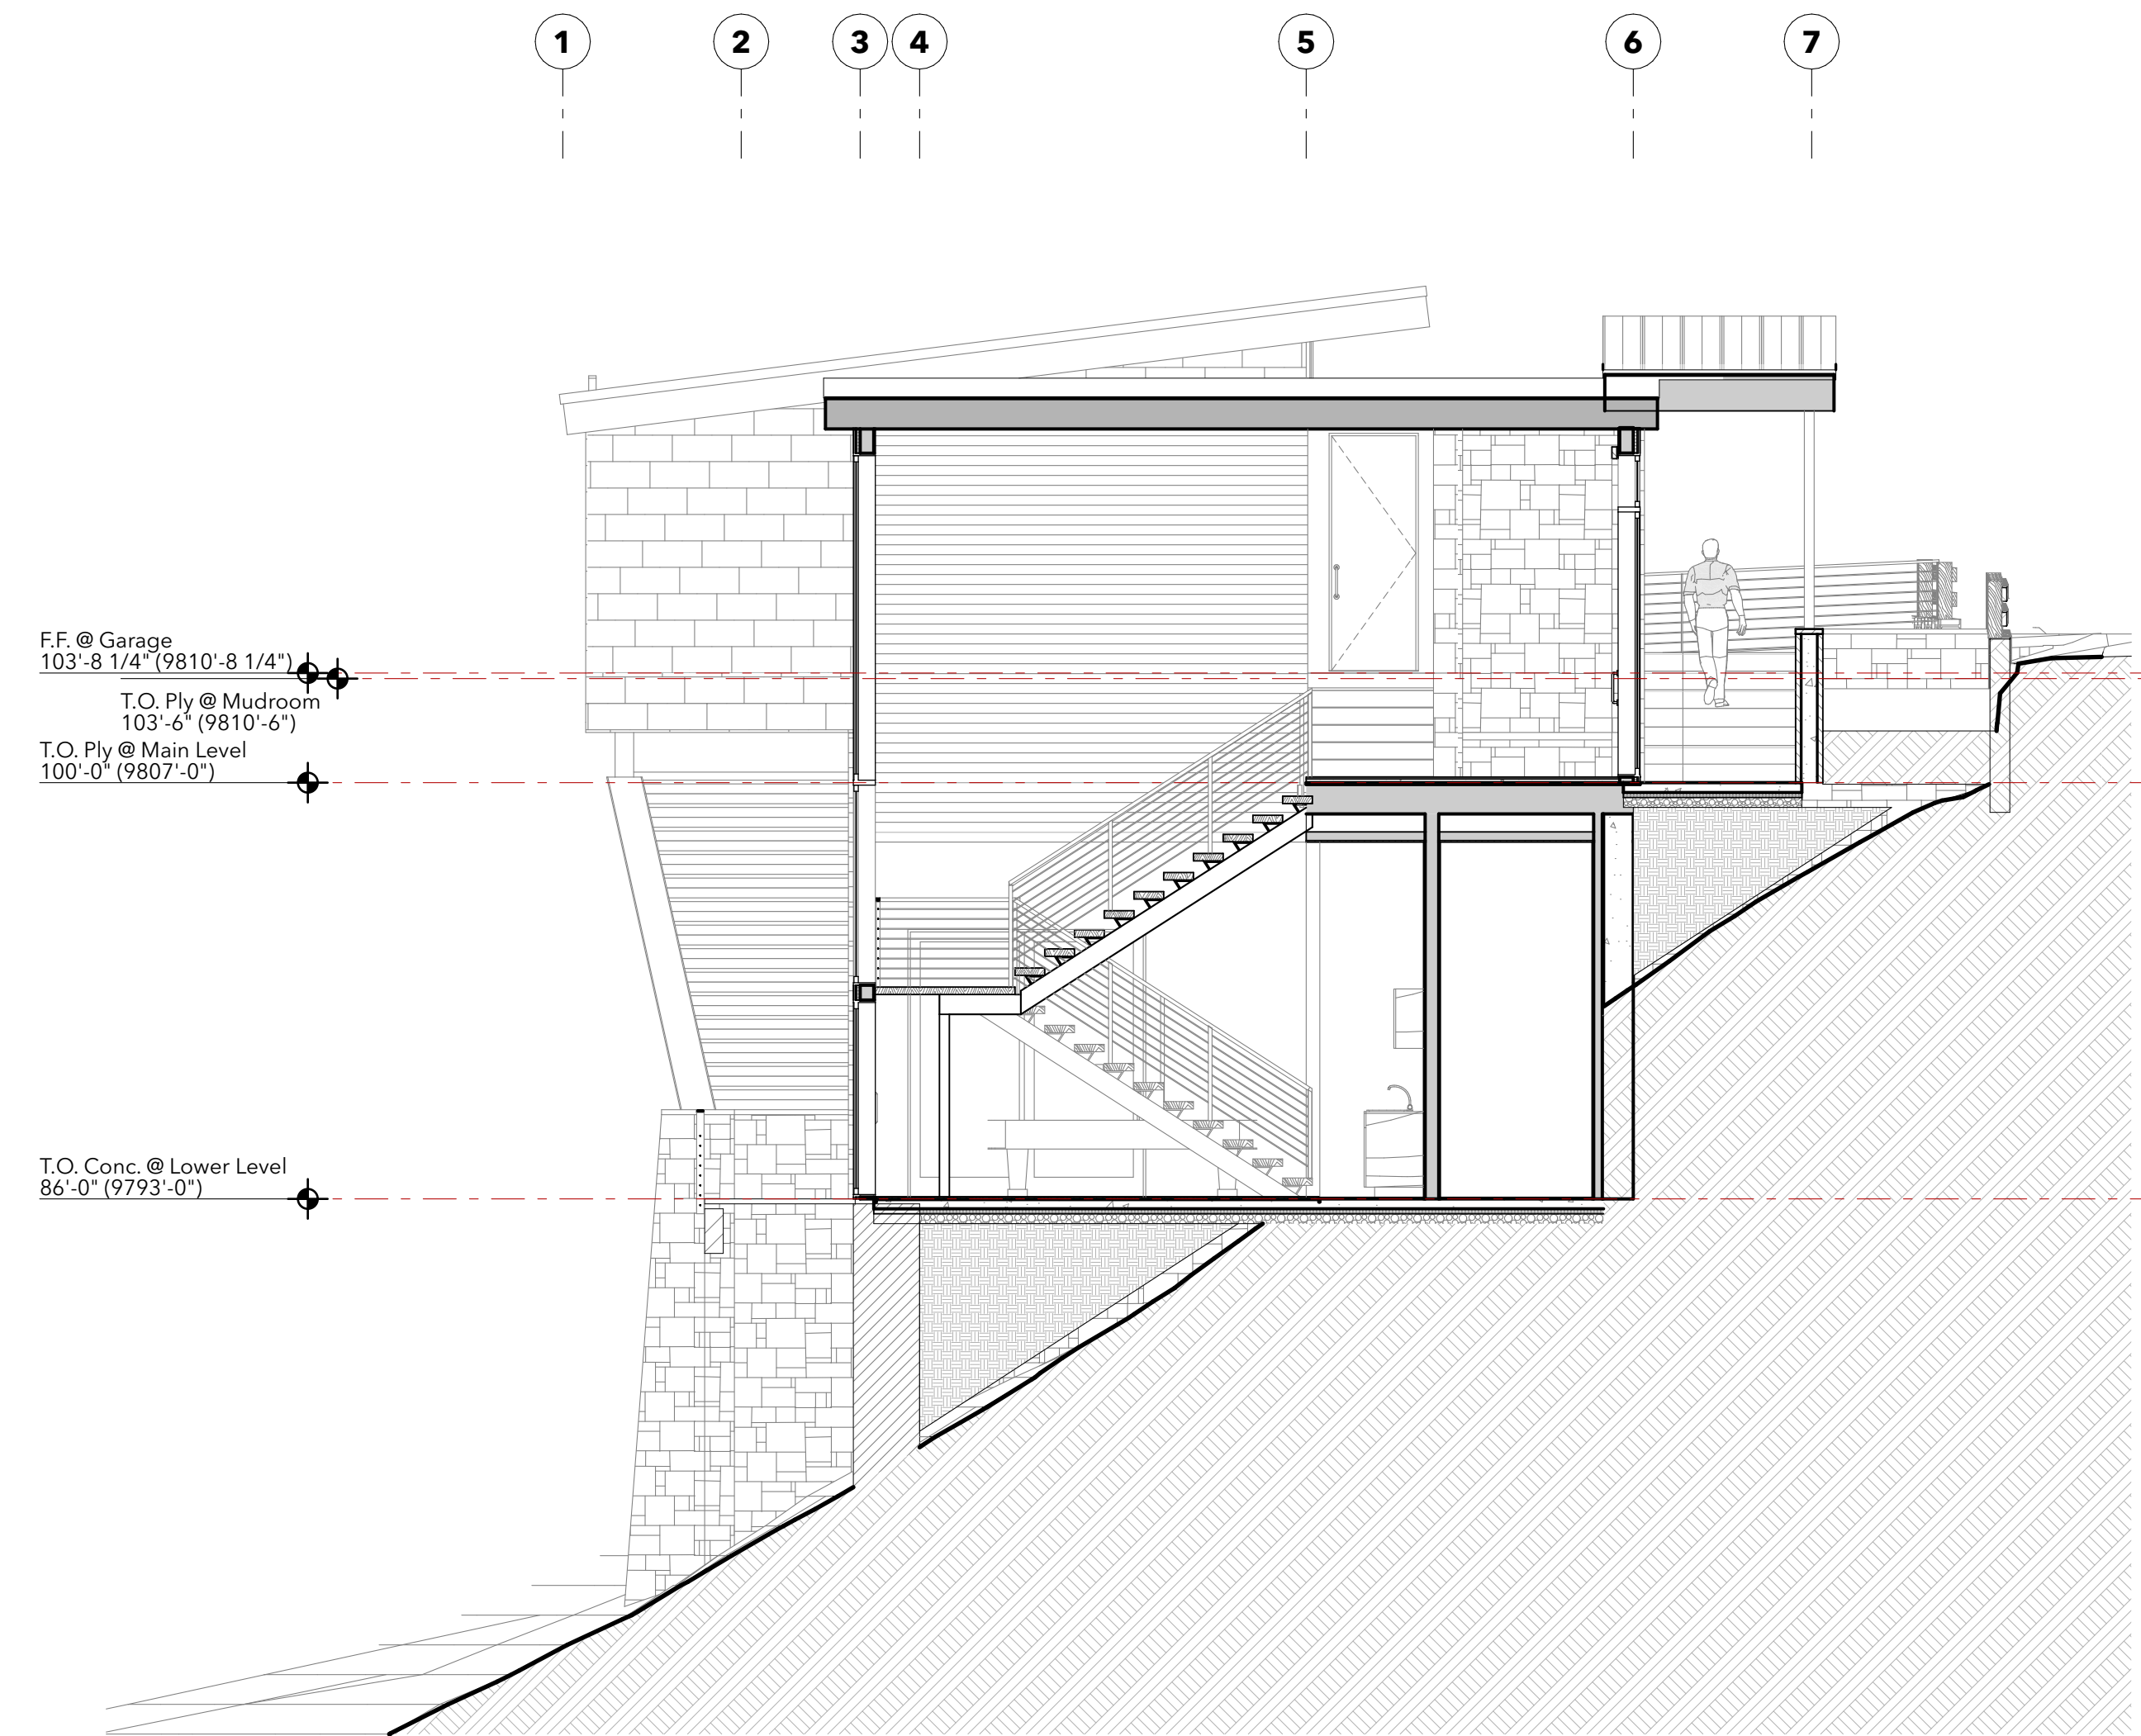 1 2 3 4 5 6 7
F.F. @ Garage
103'-8 1/4" (9810'-8 1/4")
T.O. Ply @ Mudroom
103'-6" (9810'-6")
T.O. Ply @ Main Level
100'-0" (9807'-0")
T.O. Conc. @ Lower Level
86'-0" (9793'-0")